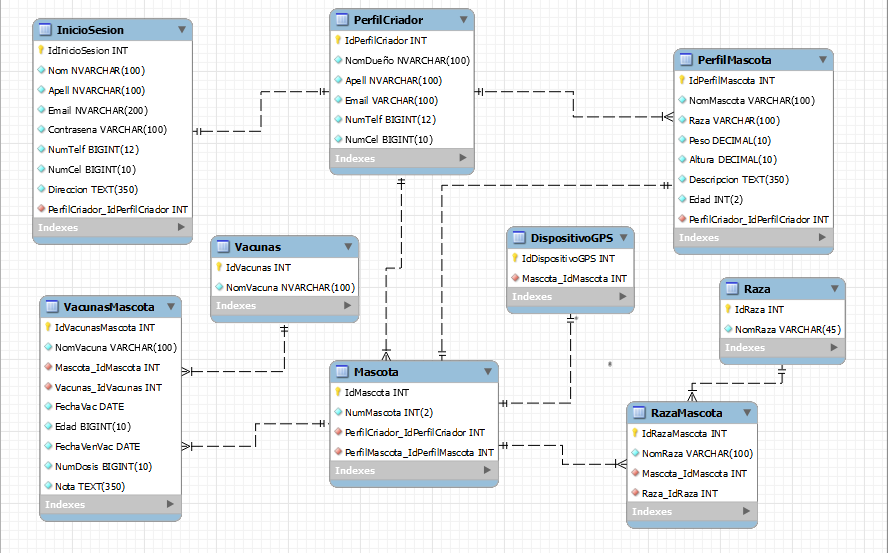 InicioSesion
IdInicioSesion INT
Nom NVARCHAR(100)
Apell NVARCHAR(100)
Email NVARCHAR(200)
Contrasena VARCHAR(100)
NumTelf BIGINT(12)
NumCel BIGINT(10)
Direccion TEXT(350)
PerfilCriador_IdPerfilCriador INT
Indexes
PerfilCriador
IdPerfilCriador INT
NomDueño NVARCHAR(100)
Apell NVARCHAR(100)
Email VARCHAR(100)
NumTelf BIGINT(12)
NumCel BIGINT(10)
Indexes
PerfilMascota
IdPerfilMascota INT
NomMascota VARCHAR(100)
Raza VARCHAR(100)
Peso DECIMAL(10)
Altura DECIMAL(10)
Descripcion TEXT(350)
Edad INT(2)
PerfilCriador_IdPerfilCriador INT
Indexes
Vacunas
IdVacunas INT
NomVacuna NVARCHAR(100)
Indexes
DispositivoGPS
IdDispositivoGPS INT
Mascota_IdMascota INT
Indexes
Raza
IdRaza INT
NomRaza VARCHAR(45)
Indexes
VacunasMascota
IdVacunasMascota INT
NomVacuna VARCHAR(100)
Mascota_IdMascota INT
Vacunas_IdVacunas INT
FechaVac DATE
Edad BIGINT(10)
FechaVenVac DATE
NumDosis BIGINT(10)
Nota TEXT(350)
Indexes
Mascota
IdMascota INT
NumMascota INT(2)
PerfilCriador_IdPerfilCriador INT
PerfilMascota_IdPerfilMascota INT
Indexes
RazaMascota
IdRazaMascota INT
NomRaza VARCHAR(100)
Mascota_IdMascota INT
Raza_IdRaza INT
Indexes